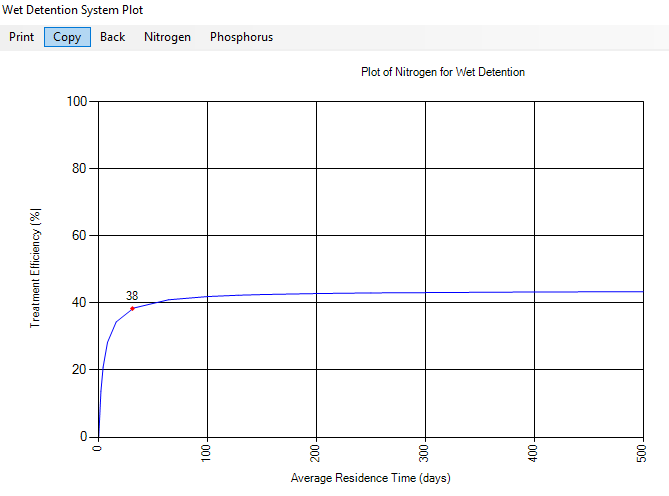 Wet Detention System Plot
Print Copy Back Nitrogen Phosphorus
Plot of Nitrogen for Wet Detention
100
80
60
40
20
0
38
Treatment Efficiency (%)
0 100 200 300 400 500
Average Residence Time (days)